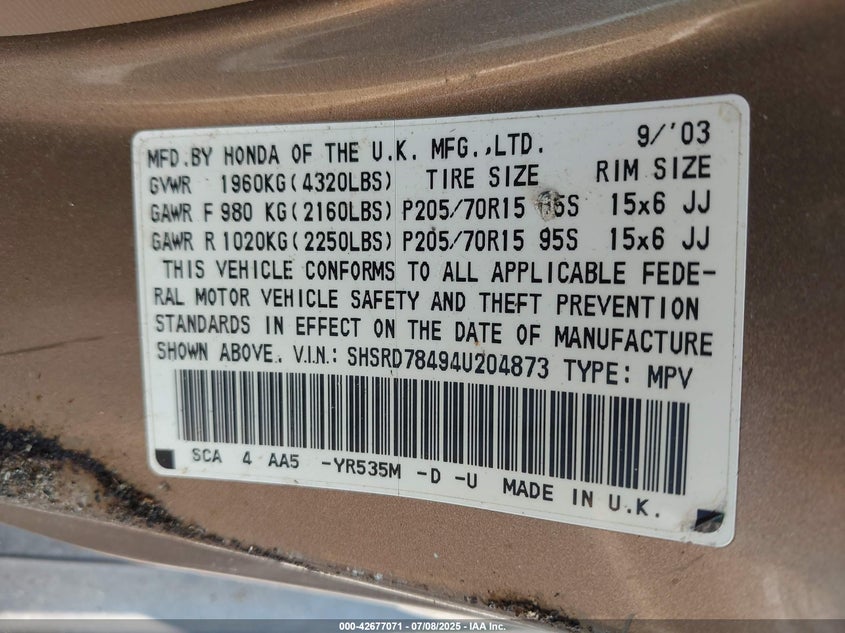 MFD.BY HONDA OF THE U.K. MFG.,LTD. 9/'03
GVWR 1960KG(4320LBS) TIRE SIZE RIM SIZE
GAWR F 980 KG(2160LBS) P205/70R15 15x6 JJ
GAWR R 1020KG(2250LBS) P205/70R15 95S 15x6 JJ
THIS VEHICLE CONFORMS TO ALL APPLICABLE FEDE-
RAL MOTOR VEHICLE SAFETY AND THEFT PREVENTION
STANDARDS IN EFFECT ON THE DATE OF MANUFACTURE
SHOWN ABOVE. V.I.N.: SHSRD78494U204873 TYPE: MPV
SCA 4 AA5 -YR535M -D -U MADE IN U.K.
000-42677071 | 07/08/2025 - IAA Inc.